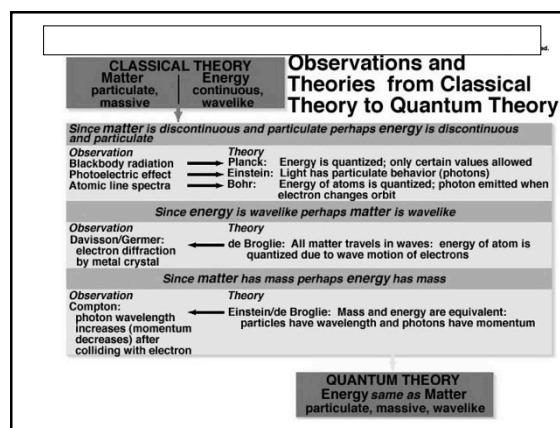 CLASSICAL THEORY
Matter Energy
particulate, continuous,
massive wavelike
Observations and
Theories from Classical
Theory to Quantum Theory
Since matter is discontinuous and particulate perhaps energy is discontinuous
and particulate
Observation Theory
Blackbody radiation Planck: Energy is quantized; only certain values allowed
Photoelectric effect Einstein: Light has particulate behavior (photons)
Atomic line spectra Bohr: Energy of atoms is quantized; photon emitted when
electron changes orbit
Since energy is wavelike perhaps matter is wavelike
Observation Theory
Davisson/Germer: de Broglie: All matter travels in waves: energy of atom is
electron diffraction quantized due to wave motion of electrons
by metal crystal
Since matter has mass perhaps energy has mass
Observation Theory
Compton: Einstein/de Broglie: Mass and energy are equivalent:
photon wavelength particles have wavelength and photons have momentum
increases (momentum
decreases) after
colliding with electron
QUANTUM THEORY
Energy same as Matter
particulate, massive, wavelike